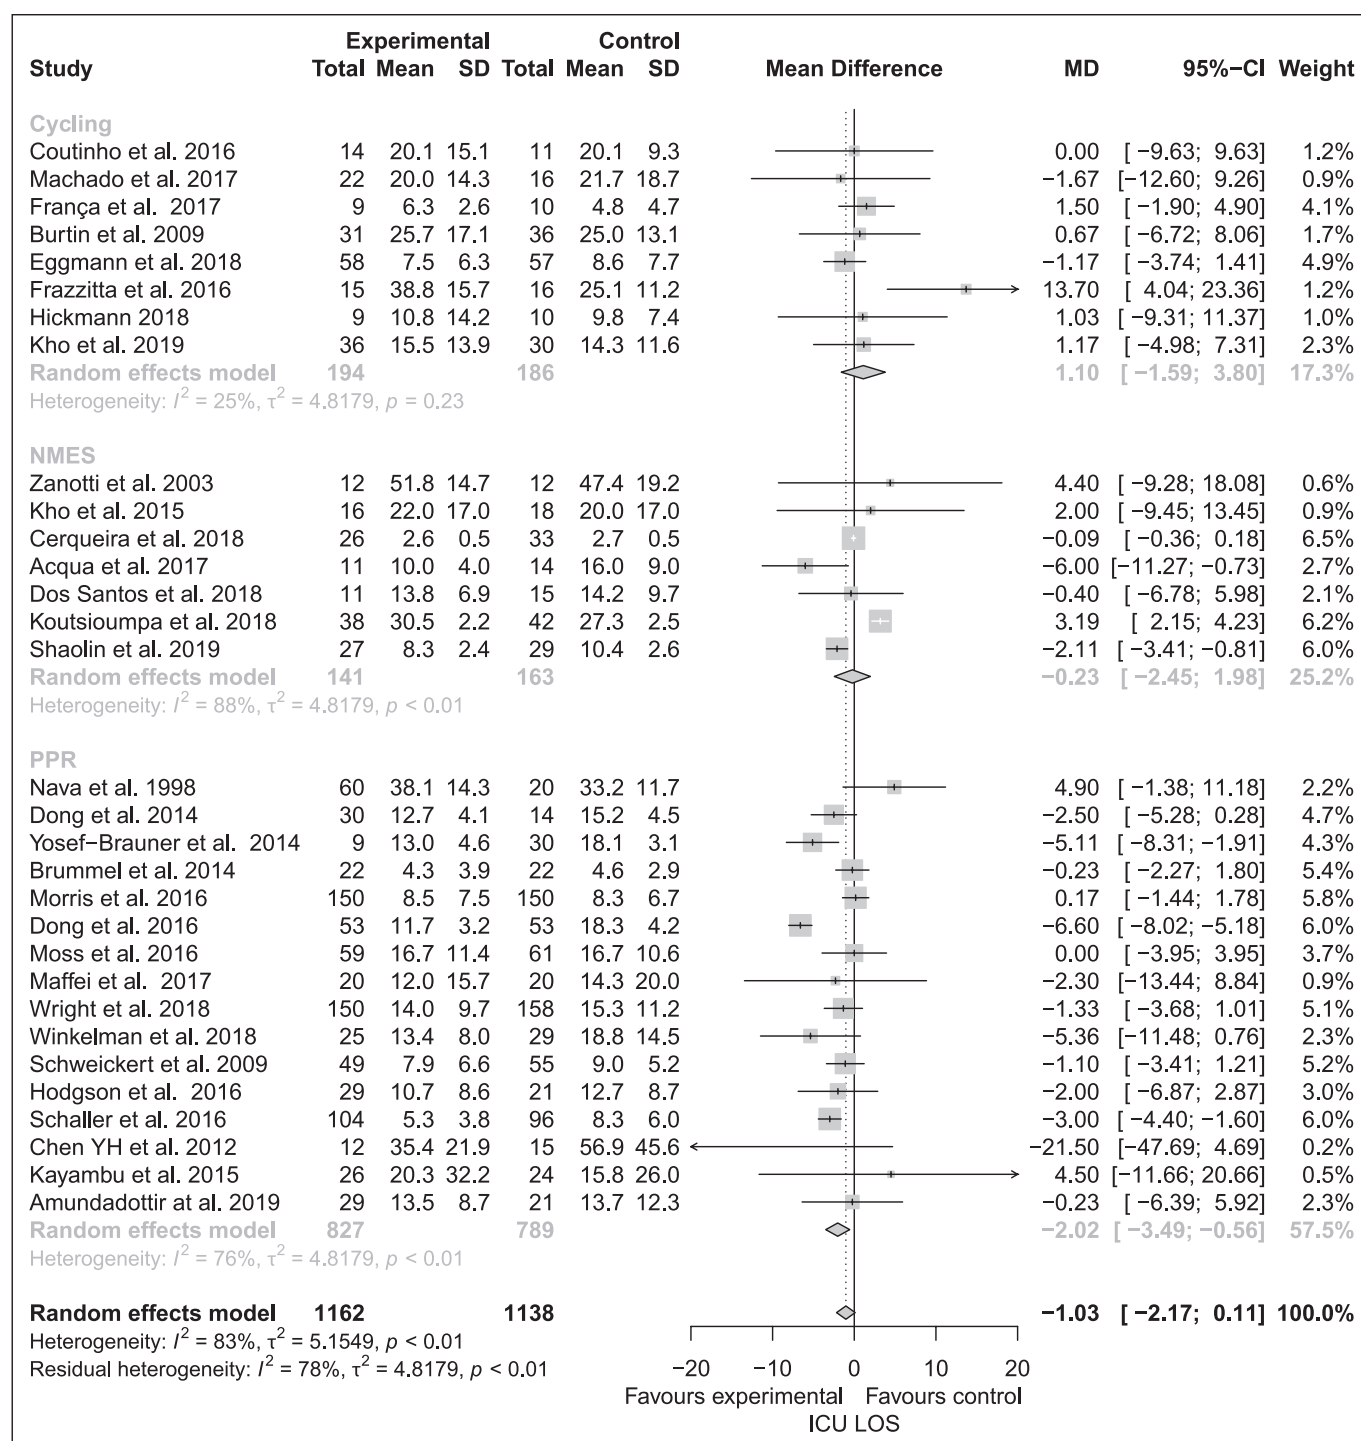 Experimental Control
Study Total Mean SD Total Mean SD Mean Difference MD 95%−CI Weight
Cycling
Coutinho et al. 2016 14 20.1 15.1 11 20.1 9.3 0.00 [ −9.63; 9.63] 1.2%
Machado et al. 2017 22 20.0 14.3 16 21.7 18.7 −1.67 [−12.60; 9.26] 0.9%
França et al. 2017 9 6.3 2.6 10 4.8 4.7 1.50 [ −1.90; 4.90] 4.1%
Burtin et al. 2009 31 25.7 17.1 36 25.0 13.1 0.67 [ −6.72; 8.06] 1.7%
Eggmann et al. 2018 58 7.5 6.3 57 8.6 7.7 −1.17 [ −3.74; 1.41] 4.9%
Frazzitta et al. 2016 15 38.8 15.7 16 25.1 11.2 13.70 [ 4.04; 23.36] 1.2%
Hickmann 2018 9 10.8 14.2 10 9.8 7.4 1.03 [ −9.31; 11.37] 1.0%
Kho et al. 2019 36 15.5 13.9 30 14.3 11.6 1.17 [ −4.98; 7.31] 2.3%
Random effects model 194 186 1.10 [ −1.59; 3.80] 17.3%
Heterogeneity: I² = 25%, τ² = 4.8179, p = 0.23
NMES
Zanotti et al. 2003 12 51.8 14.7 12 47.4 19.2 4.40 [ −9.28; 18.08] 0.6%
Kho et al. 2015 16 22.0 17.0 18 20.0 17.0 2.00 [ −9.45; 13.45] 0.9%
Cerqueira et al. 2018 26 2.6 0.5 33 2.7 0.5 −0.09 [ −0.36; 0.18] 6.5%
Acqua et al. 2017 11 10.0 4.0 14 16.0 9.0 −6.00 [−11.27; −0.73] 2.7%
Dos Santos et al. 2018 11 13.8 6.9 15 14.2 9.7 −0.40 [ −6.78; 5.98] 2.1%
Koutsioumpa et al. 2018 38 30.5 2.2 42 27.3 2.5 3.19 [ 2.15; 4.23] 6.2%
Shaolin et al. 2019 27 8.3 2.4 29 10.4 2.6 −2.11 [ −3.41; −0.81] 6.0%
Random effects model 141 163 −0.23 [ −2.45; 1.98] 25.2%
Heterogeneity: I² = 88%, τ² = 4.8179, p < 0.01
PPR
Nava et al. 1998 60 38.1 14.3 20 33.2 11.7 4.90 [ −1.38; 11.18] 2.2%
Dong et al. 2014 30 12.7 4.1 14 15.2 4.5 −2.50 [ −5.28; 0.28] 4.7%
Yosef−Brauner et al. 2014 9 13.0 4.6 30 18.1 3.1 −5.11 [ −8.31; −1.91] 4.3%
Brummel et al. 2014 22 4.3 3.9 22 4.6 2.9 −0.23 [ −2.27; 1.80] 5.4%
Morris et al. 2016 150 8.5 7.5 150 8.3 6.7 0.17 [ −1.44; 1.78] 5.8%
Dong et al. 2016 53 11.7 3.2 53 18.3 4.2 −6.60 [ −8.02; −5.18] 6.0%
Moss et al. 2016 59 16.7 11.4 61 16.7 10.6 0.00 [ −3.95; 3.95] 3.7%
Maffei et al. 2017 20 12.0 15.7 20 14.3 20.0 −2.30 [−13.44; 8.84] 0.9%
Wright et al. 2018 150 14.0 9.7 158 15.3 11.2 −1.33 [ −3.68; 1.01] 5.1%
Winkelman et al. 2018 25 13.4 8.0 29 18.8 14.5 −5.36 [−11.48; 0.76] 2.3%
Schweickert et al. 2009 49 7.9 6.6 55 9.0 5.2 −1.10 [ −3.41; 1.21] 5.2%
Hodgson et al. 2016 29 10.7 8.6 21 12.7 8.7 −2.00 [ −6.87; 2.87] 3.0%
Schaller et al. 2016 104 5.3 3.8 96 8.3 6.0 −3.00 [ −4.40; −1.60] 6.0%
Chen YH et al. 2012 12 35.4 21.9 15 56.9 45.6 −21.50 [−47.69; 4.69] 0.2%
Kayambu et al. 2015 26 20.3 32.2 24 15.8 26.0 4.50 [−11.66; 20.66] 0.5%
Amundadottir at al. 2019 29 13.5 8.7 21 13.7 12.3 −0.23 [ −6.39; 5.92] 2.3%
Random effects model 827 789 −2.02 [ −3.49; −0.56] 57.5%
Heterogeneity: I² = 76%, τ² = 4.8179, p < 0.01
Random effects model 1162 1138 −1.03 [ −2.17; 0.11] 100.0%
Heterogeneity: I² = 83%, τ² = 5.1549, p < 0.01
Residual heterogeneity: I² = 78%, τ² = 4.8179, p < 0.01
−20 −10 0 10 20
Favours experimental Favours control
ICU LOS